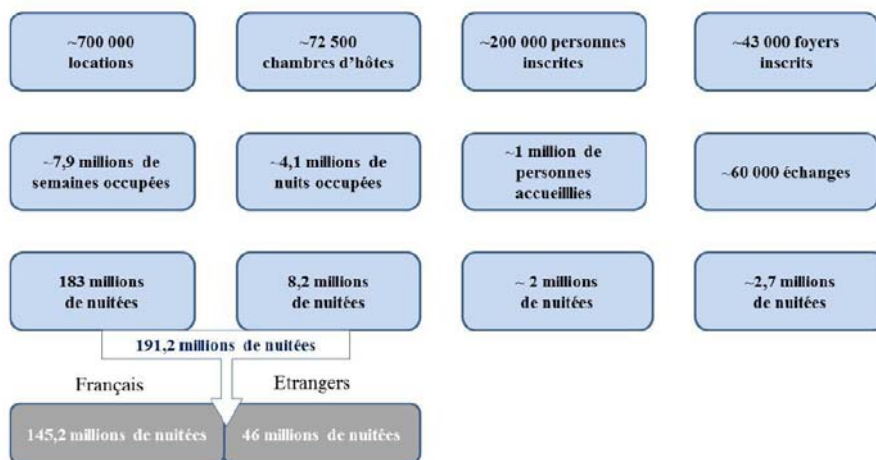 ~700 000
locations
~72 500
chambres d'hôtes
~200 000 personnes
inscrites
~43 000 foyers
inscrits
~7,9 millions de
semaines occupées
~4,1 millions de
nuits occupées
~1 million de
personnes
accueilllies
~60 000 échanges
183 millions
de nuitées
8,2 millions
de nuitées
~ 2 millions
de nuitées
~2,7 millions
de nuitées
191,2 millions de nuitées
Français
Etrangers
145,2 millions de nuitées
46 millions de nuitées